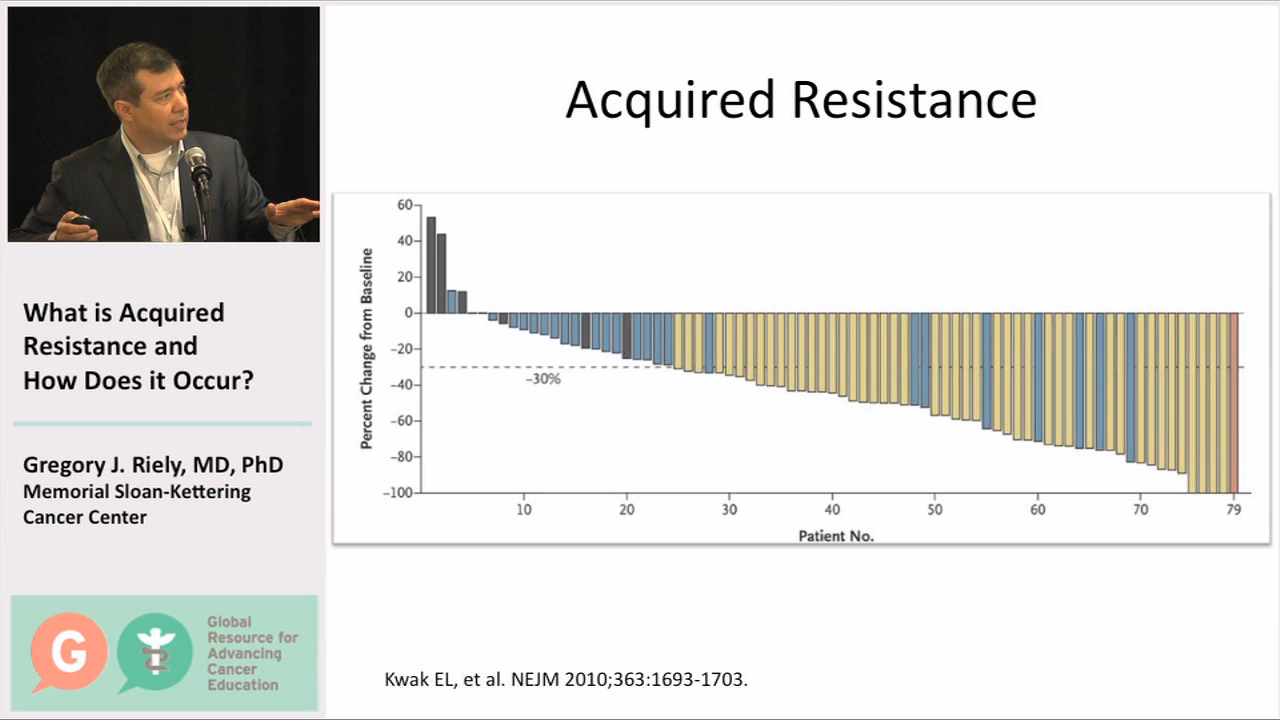 Acquired Resistance
60
40
20
0
-20
-40
-60
-80
-100
Percent Change from Baseline
-30%
10
20
30
40
50
60
70
79
Patient No.
What is Acquired
Resistance and
How Does it Occur?
Gregory J. Riely, MD, PhD
Memorial Sloan-Kettering
Cancer Center
G
Global
Resource for
Advancing
Cancer
Education
Kwak EL, et al. NEJM 2010;363:1693-1703.